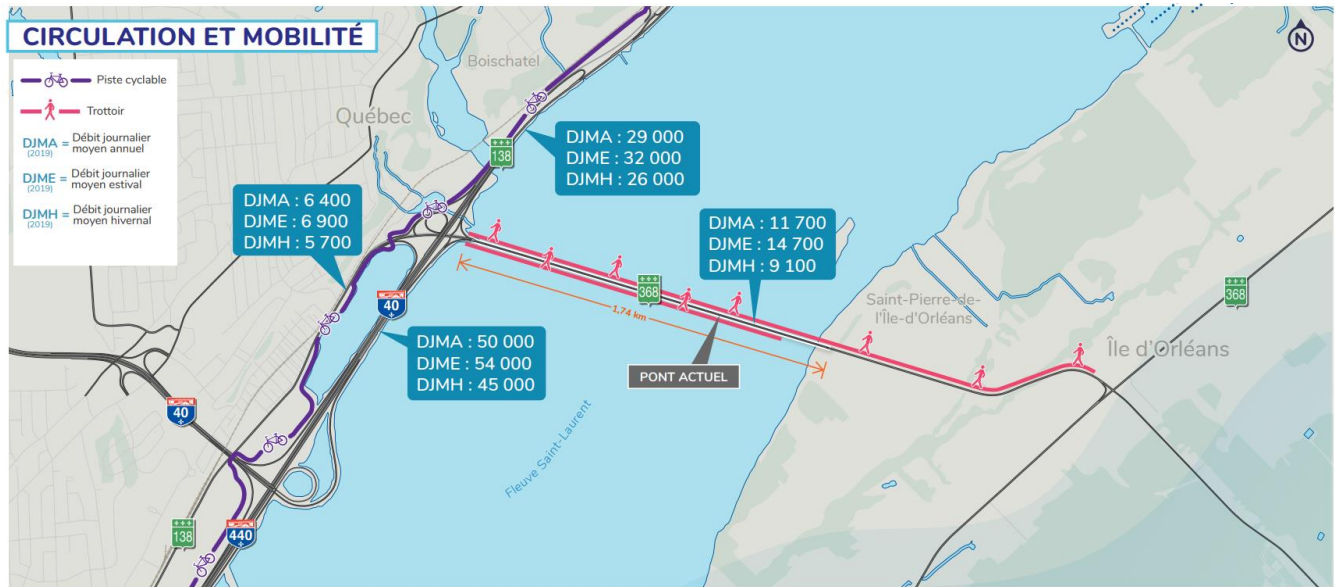 CIRCULATION ET MOBILITÉ
Piste cyclable
Trottoir
DJMA = Débit journalier
(2019) moyen annuel
DJME = Débit journalier
(2019) moyen estival
DJMH = Débit journalier
(2019) moyen hivernal
N
Boischatel
Québec
138
DJMA : 29 000
DJME : 32 000
DJMH : 26 000
DJMA : 6 400
DJME : 6 900
DJMH : 5 700
DJMA : 11 700
DJME : 14 700
DJMH : 9 100
368
1,74 km
40
DJMA : 50 000
DJME : 54 000
DJMH : 45 000
PONT ACTUEL
Saint-Pierre-de-
l'Île-d'Orléans
368
Île d'Orléans
40
Fleuve Saint-Laurent
138
440